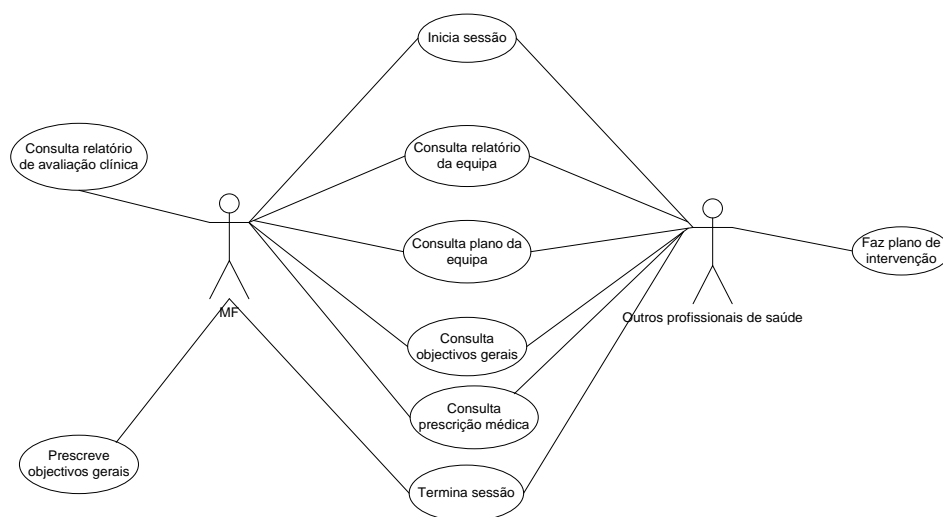 Inicia sessão
Consulta relatório
de avaliação clínica
Consulta relatório
da equipa
Consulta plano da
equipa
Faz plano de
intervenção
MF
Outros profissionais de saúde
Consulta
objectivos gerais
Consulta
prescrição médica
Prescreve
objectivos gerais
Termina sessão